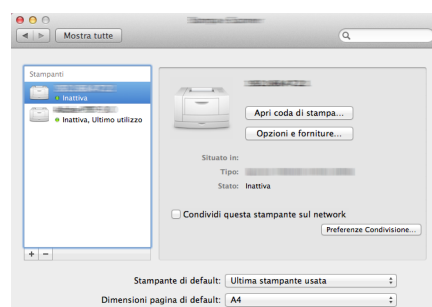 Mostra tutte
Stampanti
Inattiva
Inattiva, Ultimo utilizzo
Apri coda di stampa...
Opzioni e forniture...
Situato in:
Tipo:
Stato: Inattiva
Condividi questa stampante sul network
Preferenze Condivisione...
+ −
Stampante di default: Ultima stampante usata
Dimensioni pagina di default: A4